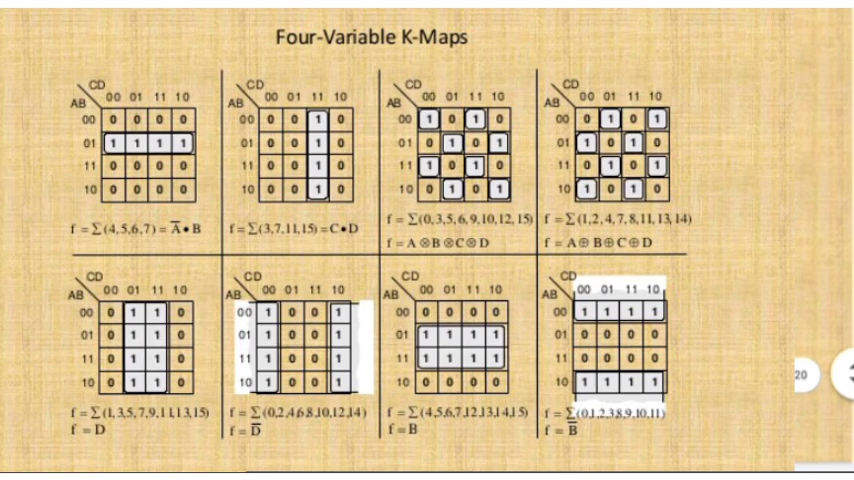 Four-Variable K-Maps
CD
AB
00 01 11 10
00 0 0 0 0
01 1 1 1 1
11 0 0 0 0
10 0 0 0 0
f = ∑(4,5,6,7) = A̅ • B
CD
AB
00 01 11 10
00 0 0 1 0
01 0 0 1 0
11 0 0 1 0
10 0 0 1 0
f = ∑(3,7,11,15) = C • D
CD
AB
00 01 11 10
00 1 0 1 0
01 0 1 0 1
11 1 0 1 0
10 0 1 0 1
f = ∑(0,3,5,6,9,10,12,15)
f = A ⊗ B ⊗ C ⊗ D
CD
AB
00 01 11 10
00 0 1 0 1
01 1 0 1 0
11 0 1 0 1
10 1 0 1 0
f = ∑(1,2,4,7,8,11,13,14)
f = A ⊕ B ⊕ C ⊕ D
CD
AB
00 01 11 10
00 0 1 1 0
01 0 1 1 0
11 0 1 1 0
10 0 1 1 0
f = ∑(1,3,5,7,9,11,13,15)
f = D
CD
AB
00 01 11 10
00 1 0 0 1
01 1 0 0 1
11 1 0 0 1
10 1 0 0 1
f = ∑(0,2,4,6,8,10,12,14)
f = D̅
CD
AB
00 01 11 10
00 0 0 0 0
01 1 1 1 1
11 1 1 1 1
10 0 0 0 0
f = ∑(4,5,6,7,12,13,14,15)
f = B
CD
AB
00 01 11 10
00 1 1 1 1
01 0 0 0 0
11 0 0 0 0
10 1 1 1 1
f = ∑(0,1,2,3,8,9,10,11)
f = B̅
20